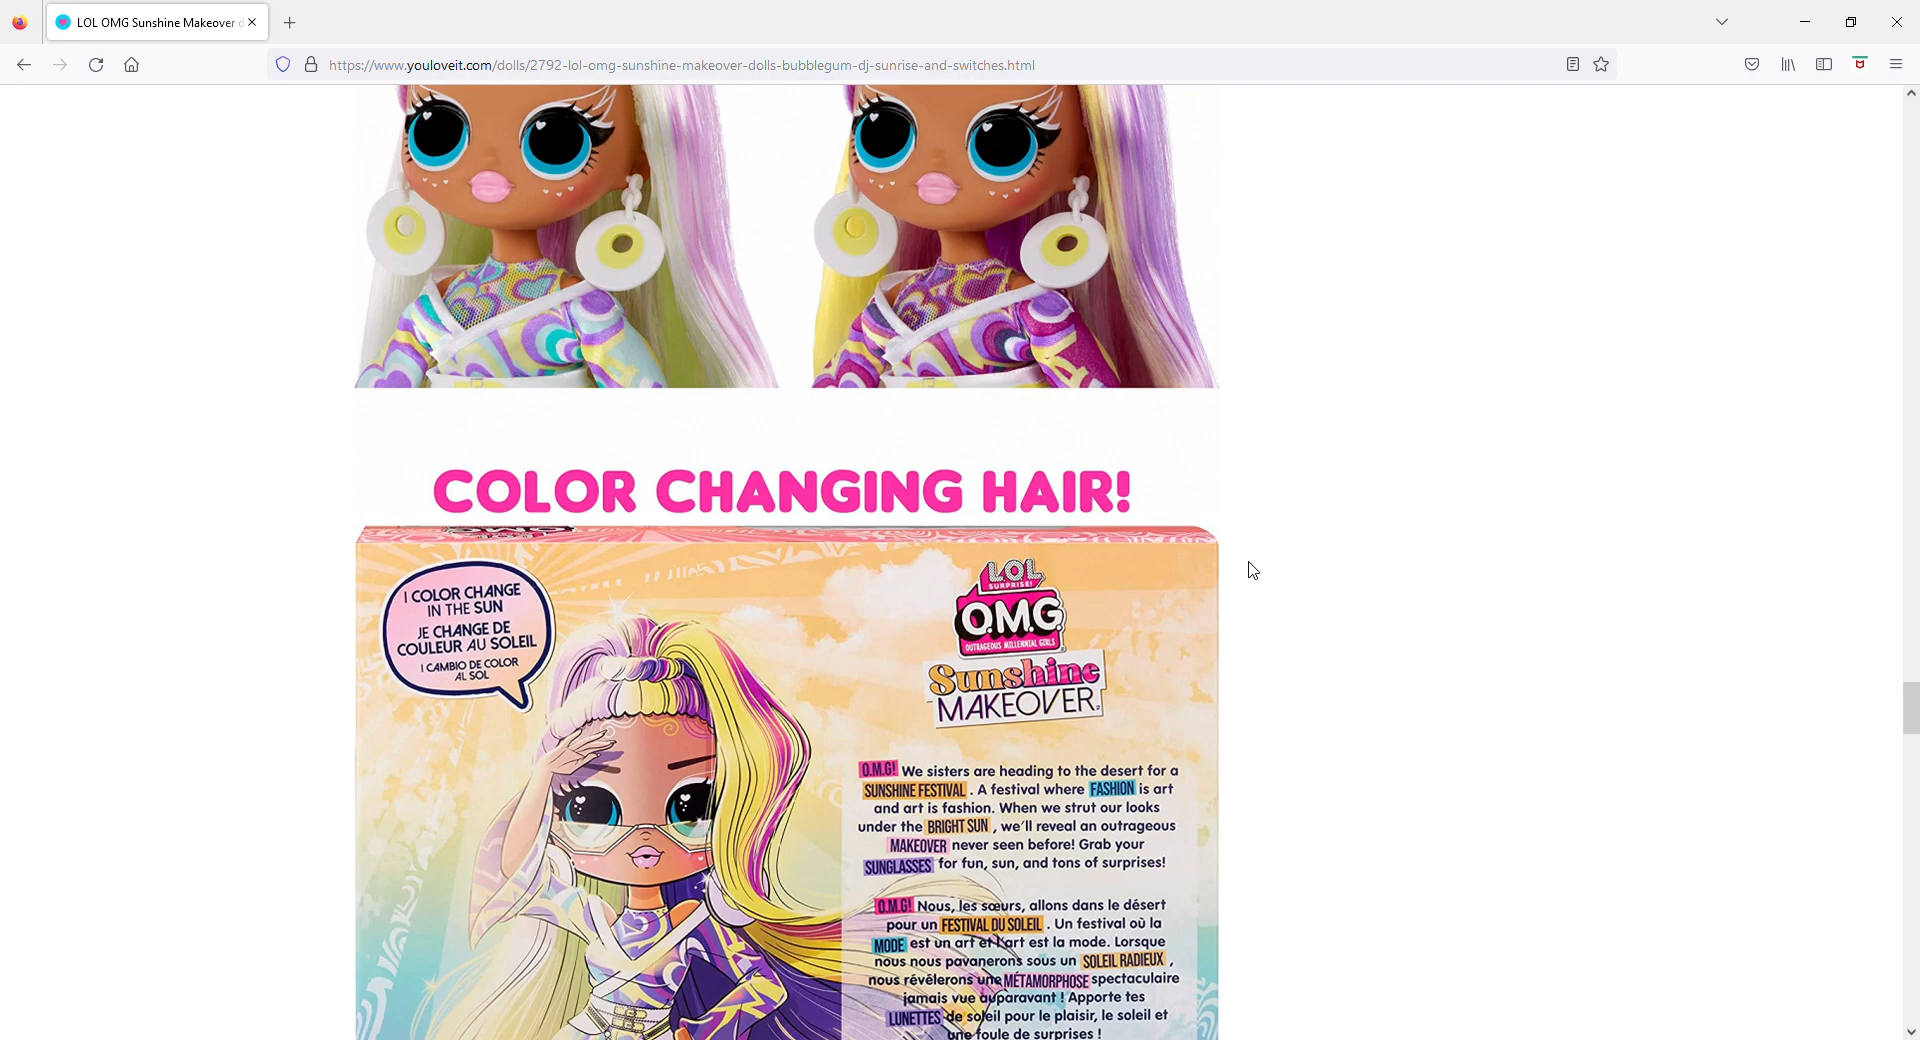 LOL OMG Sunshine Makeover d
https://www.youloveit.com/dolls/2792-lol-omg-sunshine-makeover-dolls-bubblegum-dj-sunrise-and-switches.html
COLOR CHANGING HAIR!
I COLOR CHANGE
IN THE SUN
JE CHANGE DE
COULEUR AU SOLEIL
I CAMBIO DE COLOR
AL SOL
L.O.L.
SURPRISE!
O.M.G.
OUTRAGEOUS MILLENNIAL GIRLS
Sunshine
MAKEOVER
O.M.G! We sisters are heading to the desert for a
SUNSHINE FESTIVAL . A festival where FASHION is art
and art is fashion. When we strut our looks
under the BRIGHT SUN , we'll reveal an outrageous
MAKEOVER never seen before! Grab your
SUNGLASSES for fun, sun, and tons of surprises!
O.M.G! Nous, les sœurs, allons dans le désert
pour un FESTIVAL DU SOLEIL . Un festival où la
MODE est un art et l'art est la mode. Lorsque
nous nous pavanerons sous un SOLEIL RADIEUX ,
nous révélerons une MÉTAMORPHOSE spectaculaire
jamais vue auparavant ! Apporte tes
LUNETTES de soleil pour le plaisir, le soleil et
une foule de surprises !